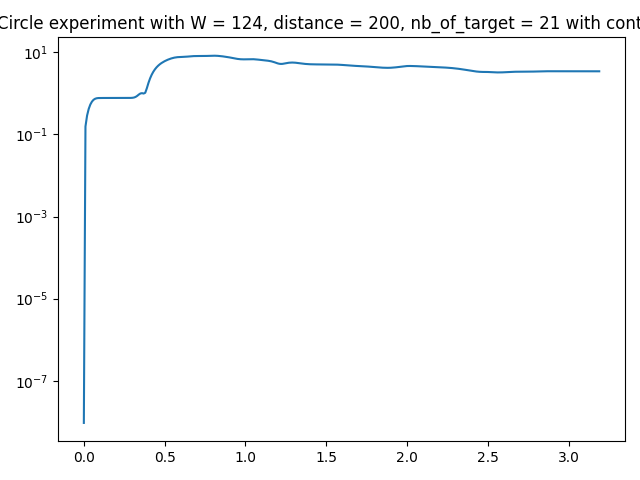 Circle experiment with W = 124, distance = 200, nb_of_target = 21 with cont
10¹
10⁻¹
10⁻³
10⁻⁵
10⁻⁷
0.0 0.5 1.0 1.5 2.0 2.5 3.0